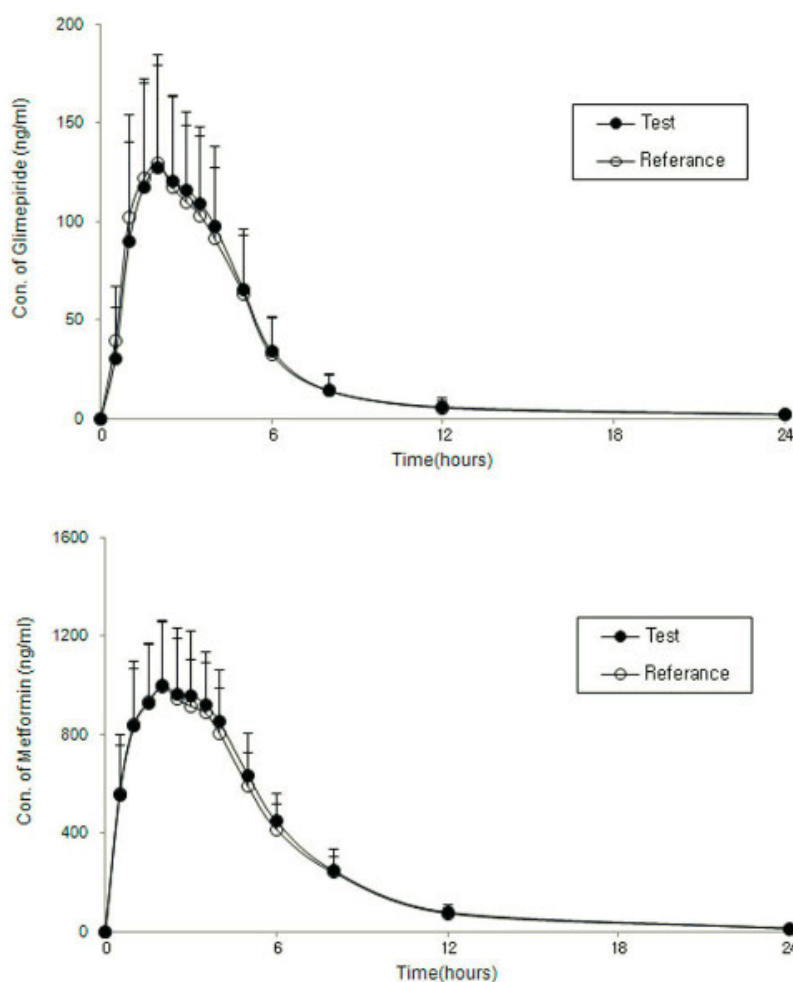 200
150
100
50
0
Con. of Glimepiride (ng/ml)
Test
Referance
0 6 12 18 24
Time(hours)
1600
1200
800
400
0
Con. of Metformin (ng/ml)
Test
Referance
0 6 12 18 24
Time(hours)